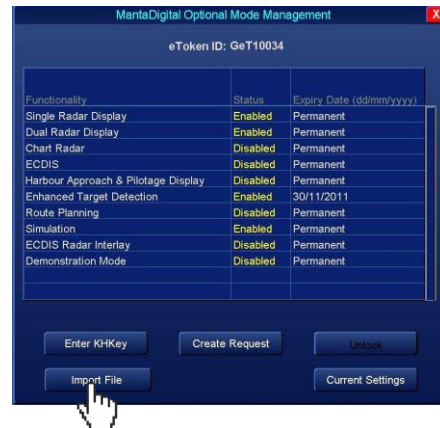 MantaDigital Optional Mode Management X
eToken ID: GeT10034
Functionality Status Expiry Date (dd/mm/yyyy)
Single Radar Display Enabled Permanent
Dual Radar Display Enabled Permanent
Chart Radar Disabled Permanent
ECDIS Disabled Permanent
Harbour Approach & Pilotage Display Disabled Permanent
Enhanced Target Detection Enabled 30/11/2011
Route Planning Disabled Permanent
Simulation Enabled Permanent
ECDIS Radar Interlay Disabled Permanent
Demonstration Mode Disabled Permanent
Enter KHKey Create Request Unlock
Import File Current Settings